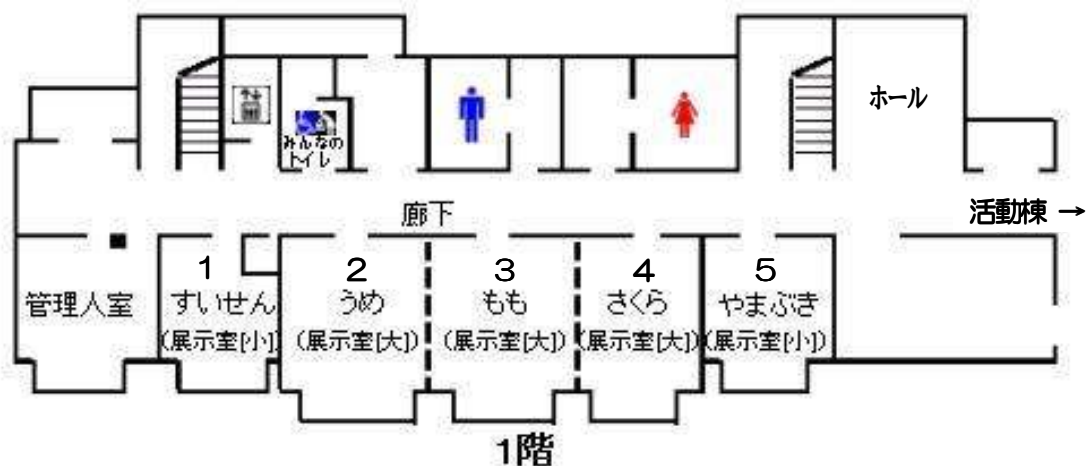 ホール
みんなの
トイレ
廊下
活動棟 →
管理人室
1
すいせん
(展示室[小])
2
うめ
(展示室[大])
3
もも
(展示室[大])
4
さくら
(展示室[大])
5
やまぶき
(展示室[小])
1階